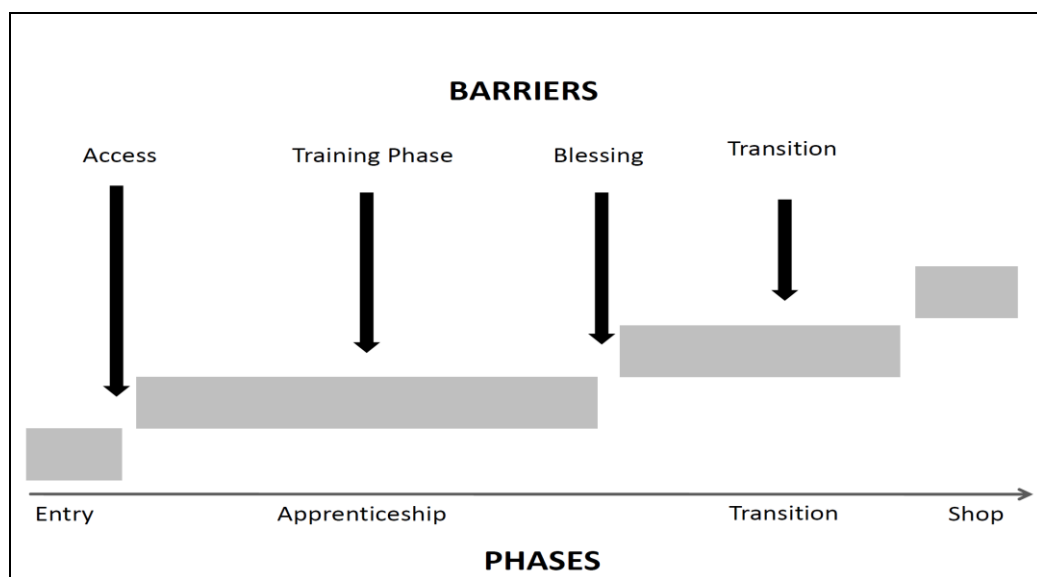 BARRIERS
Access Training Phase Blessing Transition
Entry Apprenticeship Transition Shop
PHASES